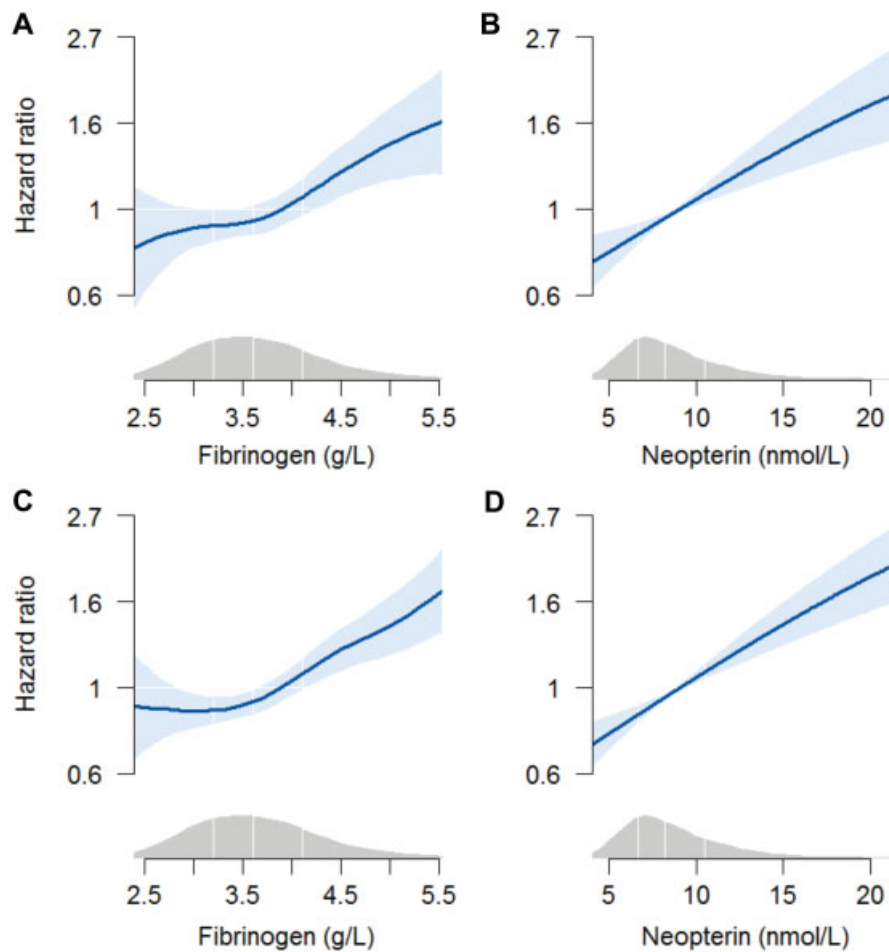 A
2.7
1.6
1
0.6
Hazard ratio
2.5 3.5 4.5 5.5
Fibrinogen (g/L)
B
2.7
1.6
1
0.6
5 10 15 20
Neopterin (nmol/L)
C
2.7
1.6
1
0.6
Hazard ratio
2.5 3.5 4.5 5.5
Fibrinogen (g/L)
D
2.7
1.6
1
0.6
5 10 15 20
Neopterin (nmol/L)